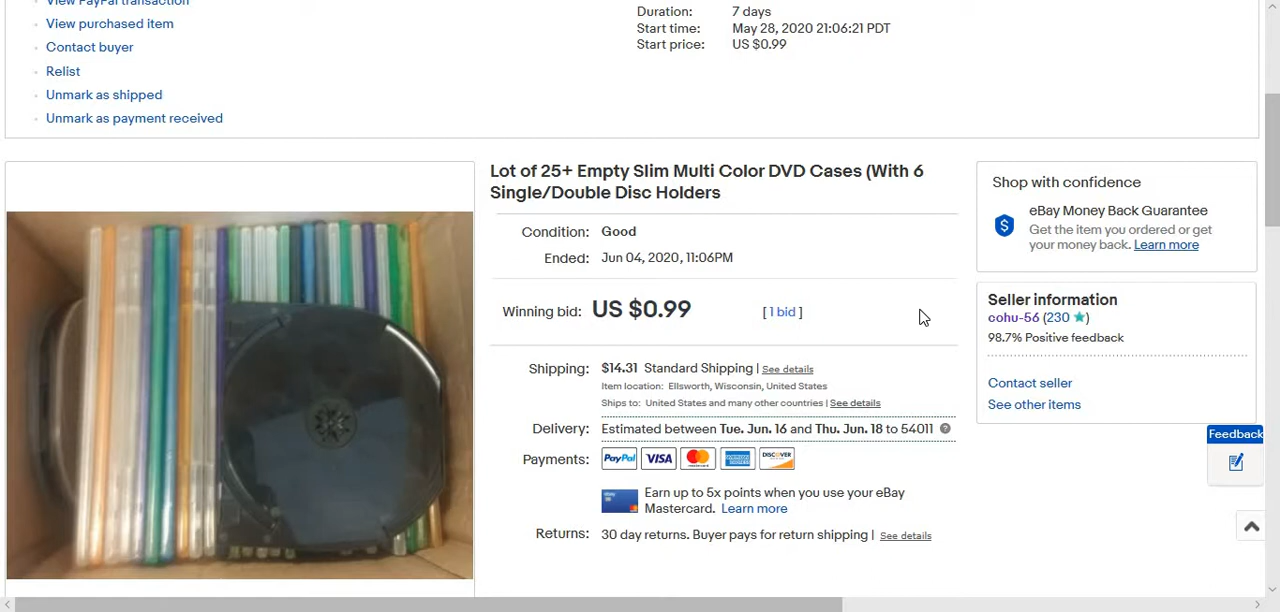 View PayPal transaction
View purchased item
Contact buyer
Relist
Unmark as shipped
Unmark as payment received
Duration: 7 days
Start time: May 28, 2020 21:06:21 PDT
Start price: US $0.99
Lot of 25+ Empty Slim Multi Color DVD Cases (With 6
Single/Double Disc Holders
Condition: Good
Ended: Jun 04, 2020, 11:06PM
Winning bid: US $0.99 [ 1 bid ]
Shipping: $14.31 Standard Shipping | See details
Item location: Ellsworth, Wisconsin, United States
Ships to: United States and many other countries | See details
Delivery: Estimated between Tue. Jun. 16 and Thu. Jun. 18 to 54011 ?
Payments: PayPal VISA MasterCard AMERICAN EXPRESS DISCOVER
Earn up to 5x points when you use your eBay
Mastercard. Learn more
Returns: 30 day returns. Buyer pays for return shipping | See details
Shop with confidence
$
eBay Money Back Guarantee
Get the item you ordered or get
your money back. Learn more
Seller information
cohu-56 (230 ★)
98.7% Positive feedback
Contact seller
See other items
Feedback